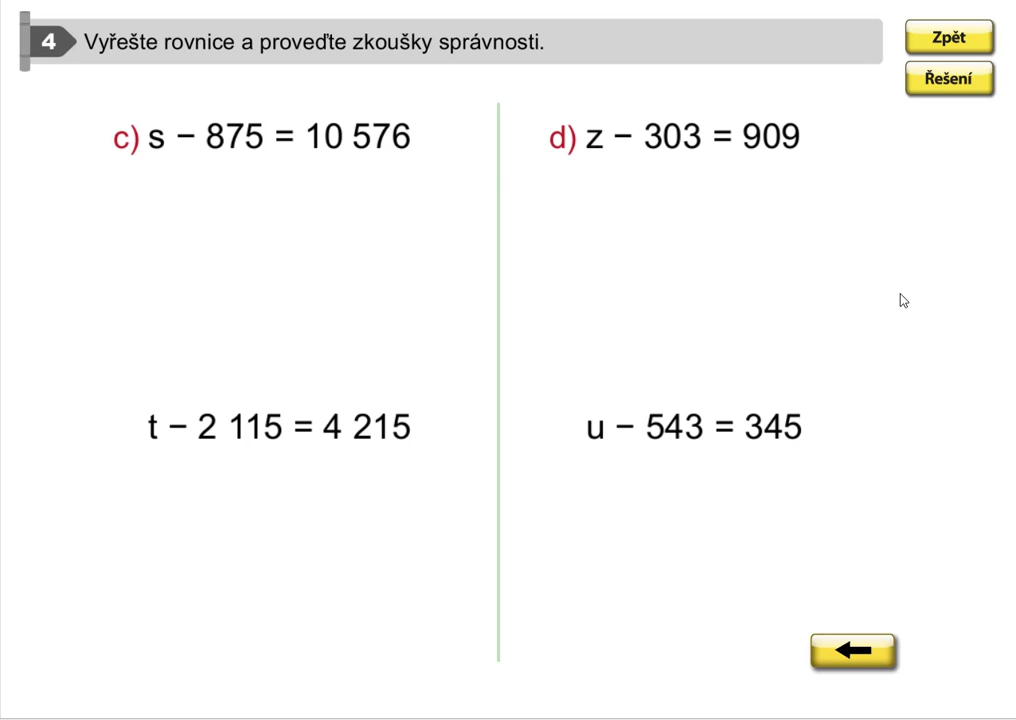 4 Vyřešte rovnice a proveďte zkoušky správnosti.
Zpět
Řešení
c) s − 875 = 10 576
d) z − 303 = 909
t − 2 115 = 4 215
u − 543 = 345